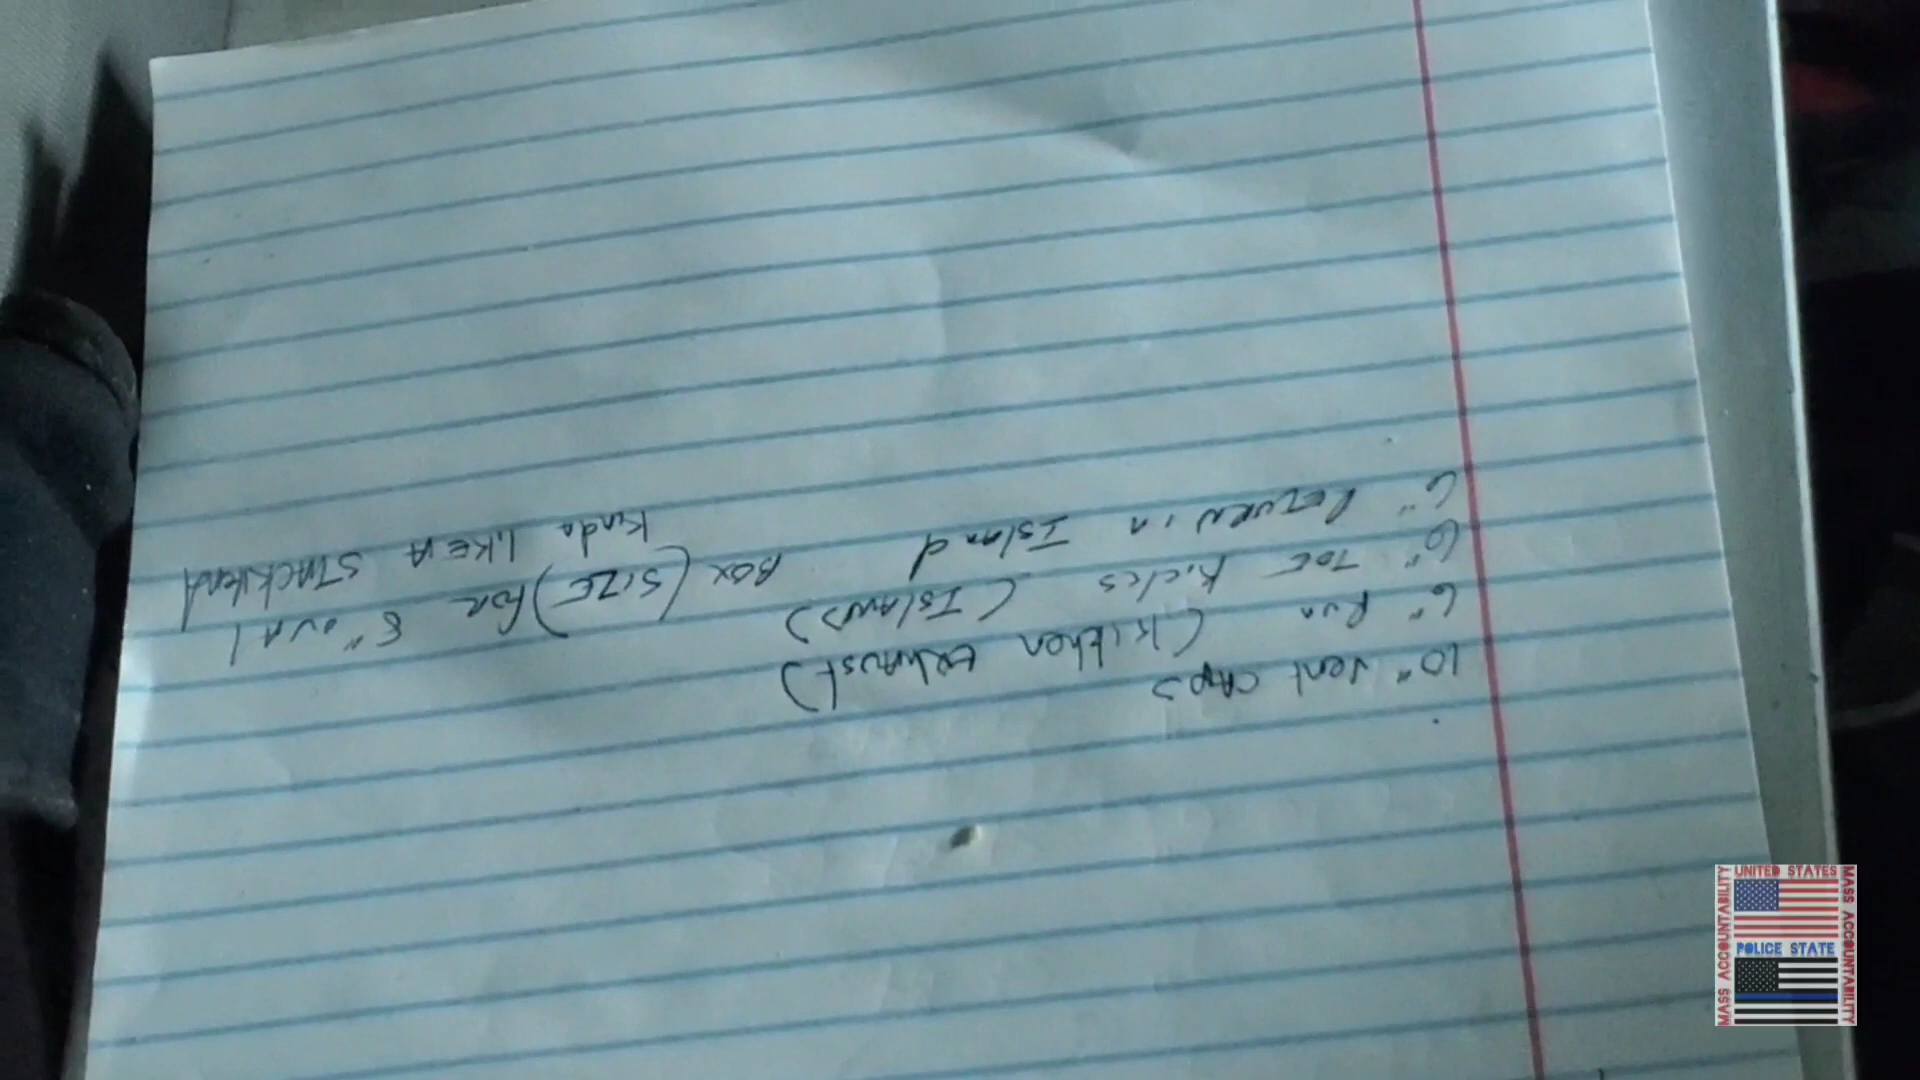 10" vent cap
6" Run (Kitchen Exhaust)
6" TOE Kicks (Island)
6" RETURN in Island
BOX (SIZE) for 8" oval
Kinda LIKE A STACKHEAD
MASS ACCOUNTABILITY
UNITED STATES
POLICE STATE
MASS ACCOUNTABILITY